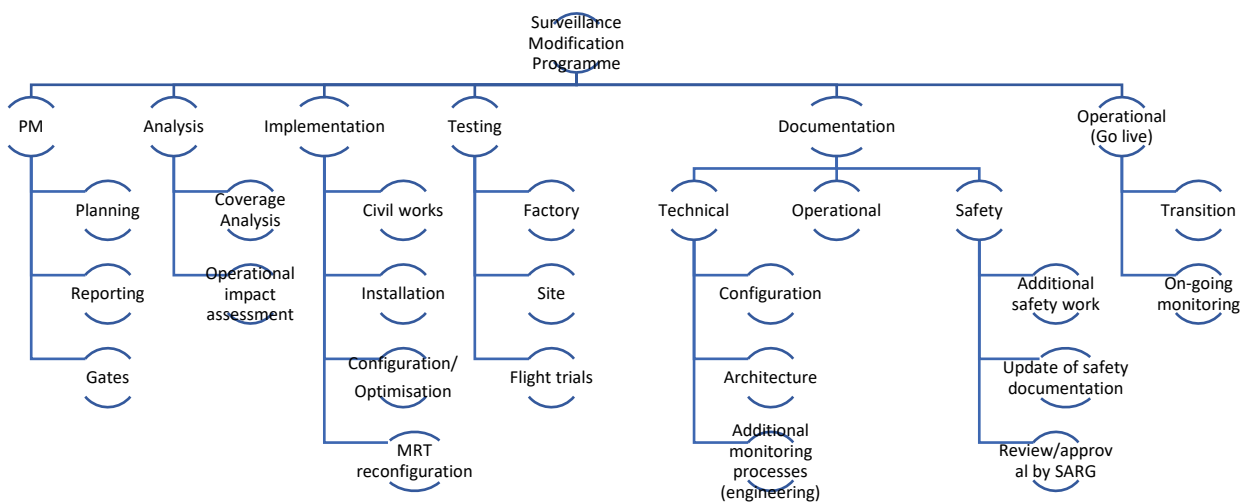 Surveillance
Modification
Programme
PM
Analysis
Implementation
Testing
Documentation
Operational
(Go live)
Planning
Reporting
Gates
Coverage
Analysis
Operational
impact
assessment
Civil works
Installation
Configuration/
Optimisation
MRT
reconfiguration
Factory
Site
Flight trials
Technical
Operational
Safety
Configuration
Architecture
Additional
monitoring
processes
(engineering)
Additional
safety work
Update of safety
documentation
Review/approv
al by SARG
Transition
On-going
monitoring